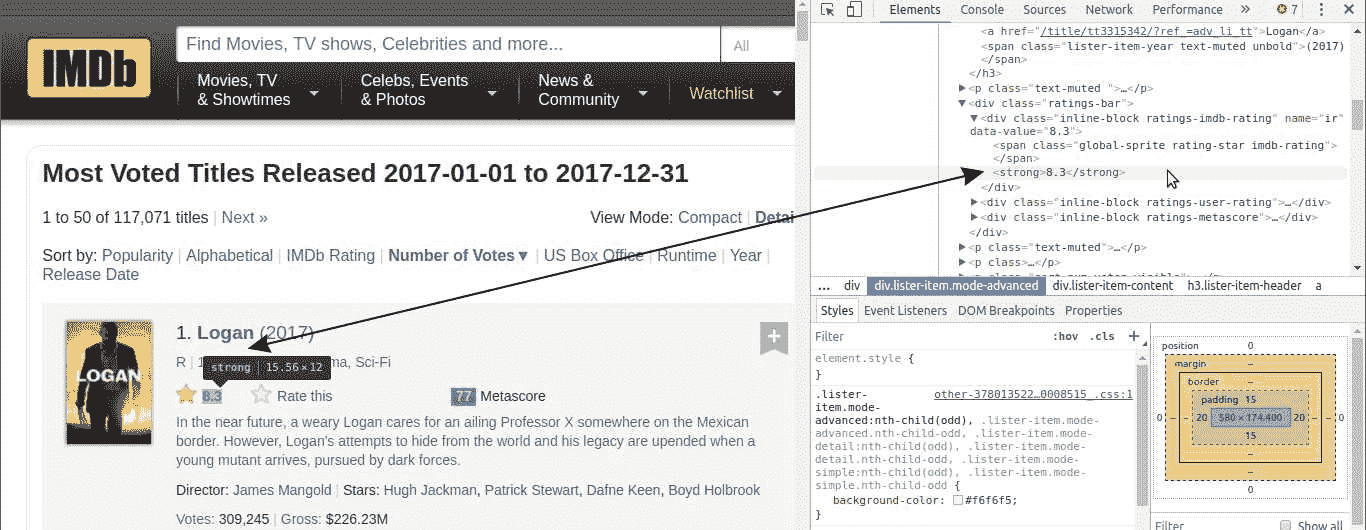 IMDb
Find Movies, TV shows, Celebrities and more...
All
Movies, TV
& Showtimes
Celebs, Events
& Photos
News &
Community
Watchlist
Most Voted Titles Released 2017-01-01 to 2017-12-31
1 to 50 of 117,071 titles | Next »
View Mode: Compact | Detai
Sort by: Popularity | Alphabetical | IMDb Rating | Number of Votes▼ | US Box Office | Runtime | Year |
Release Date
LOGAN
1. Logan (2017)
R | 1 ma, Sci-Fi
strong | 15.56 × 12
8.3
Rate this
77 Metascore
In the near future, a weary Logan cares for an ailing Professor X somewhere on the Mexican
border. However, Logan's attempts to hide from the world and his legacy are upended when a
young mutant arrives, pursued by dark forces.
Director: James Mangold | Stars: Hugh Jackman, Patrick Stewart, Dafne Keen, Boyd Holbrook
Votes: 309,245 | Gross: $226.23M
Elements Console Sources Network Performance » 7
<a href="/title/tt3315342/?ref_=adv_li_tt">Logan</a>
<span class="lister-item-year text-muted unbold">(2017)
</span>
</h3>
▶<p class="text-muted ">…</p>
▼<div class="ratings-bar">
▼<div class="inline-block ratings-imdb-rating" name="ir"
data-value="8.3">
<span class="global-sprite rating-star imdb-rating">
</span>
<strong>8.3</strong>
</div>
▶<div class="inline-block ratings-user-rating">…</div>
▶<div class="inline-block ratings-metascore">…</div>
</div>
▶<p class="text-muted">…</p>
▶<p class>…</p>
... div div.lister-item.mode-advanced div.lister-item-content h3.lister-item-header a
Styles Event Listeners DOM Breakpoints Properties
Filter :hov .cls +
element.style {
}
.lister- other-378013522…0008515_.css:1
item.mode-
advanced:nth-child(odd), .lister-item.mode-
advanced.nth-child-odd, .lister-item.mode-
detail:nth-child(odd), .lister-item.mode-
detail.nth-child-odd, .lister-item.mode-
simple:nth-child(odd), .lister-item.mode-
simple.nth-child-odd {
background-color: #f6f6f5;
}
position 0
margin –
border –
padding 15
0 – – 20 580 × 174.400 20 – – 0
15
–
–
0
Filter Show all